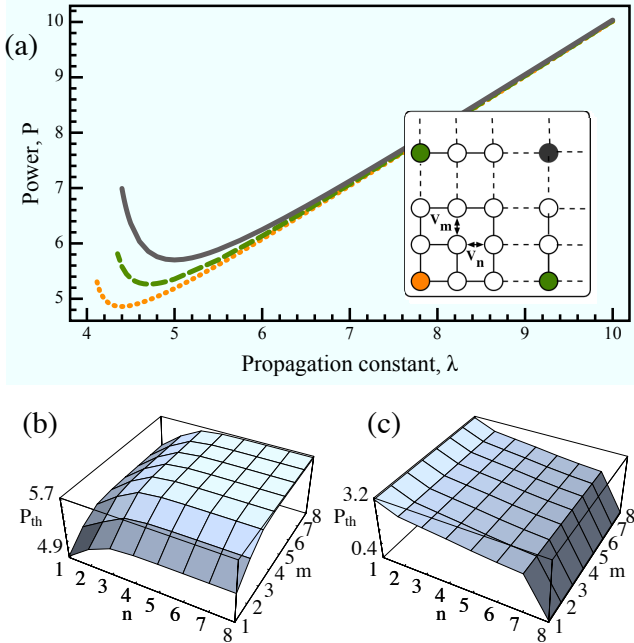 (a)
10
9
8
7
6
5
Power, P
V_m
V_n
4 5 6 7 8 9 10
Propagation constant, λ
(b)
5.7
P_th
4.9
1 2 3 4 5 6 7 8
n
1 2 3 4 5 6 7 8
m
(c)
3.2
P_th
0.4
1 2 3 4 5 6 7 8
n
1 2 3 4 5 6 7 8
m